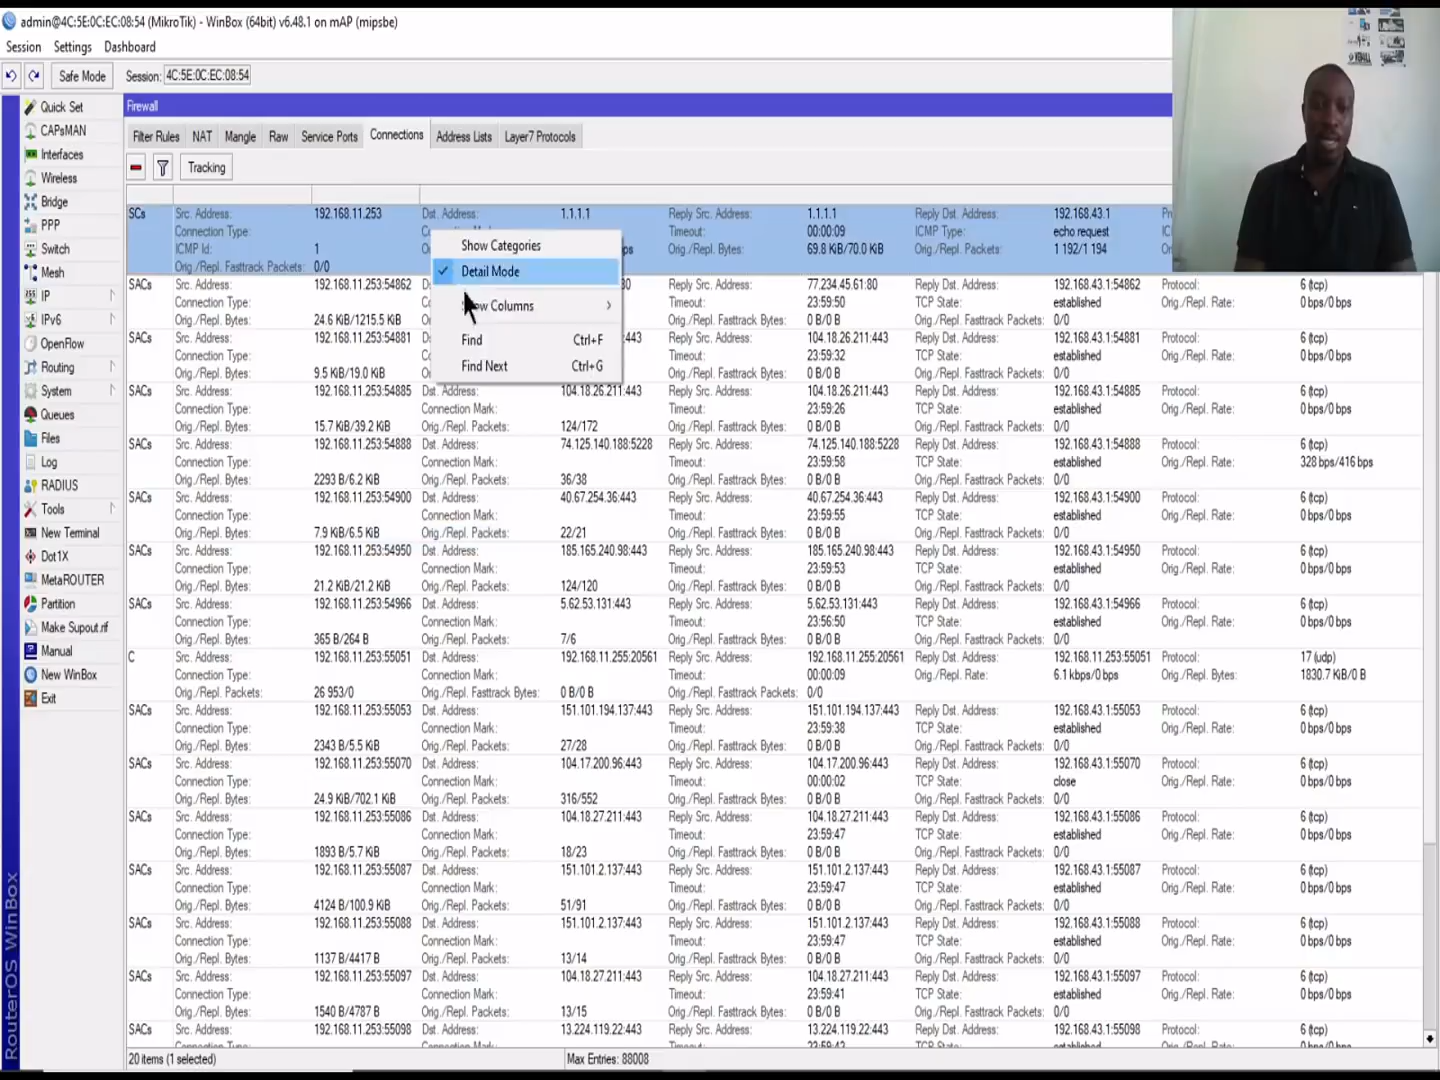 admin@4C:5E:0C:EC:08:54 (MikroTik) - WinBox (64bit) v6.48.1 on mAP (mipsbe)
Session Settings Dashboard
Safe Mode Session: 4C:5E:0C:EC:08:54
Quick Set
CAPsMAN
Interfaces
Wireless
Bridge
PPP
Switch
Mesh
IP
IPv6
OpenFlow
Routing
System
Queues
Files
Log
RADIUS
Tools
New Terminal
Dot1X
MetaROUTER
Partition
Make Supout.rif
Manual
New WinBox
Exit
RouterOS WinBox
Firewall
Filter Rules NAT Mangle Raw Service Ports Connections Address Lists Layer7 Protocols
Tracking
SCs Src. Address: 192.168.11.253 Dst. Address: 1.1.1.1 Reply Src. Address: 1.1.1.1 Reply Dst. Address: 192.168.43.1
Connection Type: Timeout: 00:00:09 ICMP Type: echo request
ICMP Id: 1 Orig./Repl. Bytes: 69.8 KiB/70.0 KiB Orig./Repl. Packets: 1 192/1 194
Orig./Repl. Fasttrack Packets: 0/0
Show Categories
Detail Mode
Columns
Find Ctrl+F
Find Next Ctrl+G
SACs Src. Address: 192.168.11.253:54862 Reply Src. Address: 77.234.45.61:80 Reply Dst. Address: 192.168.43.1:54862 Protocol: 6 (tcp)
Connection Type: Timeout: 23:59:50 TCP State: established Orig./Repl. Rate: 0 bps/0 bps
Orig./Repl. Bytes: 24.6 KiB/1215.5 KiB Orig./Repl. Fasttrack Bytes: 0 B/0 B Orig./Repl. Fasttrack Packets: 0/0
SACs Src. Address: 192.168.11.253:54881 Reply Src. Address: 104.18.26.211:443 Reply Dst. Address: 192.168.43.1:54881 Protocol: 6 (tcp)
Connection Type: Timeout: 23:59:32 TCP State: established Orig./Repl. Rate: 0 bps/0 bps
Orig./Repl. Bytes: 9.5 KiB/19.0 KiB Orig./Repl. Fasttrack Bytes: 0 B/0 B Orig./Repl. Fasttrack Packets: 0/0
SACs Src. Address: 192.168.11.253:54885 104.18.26.211:443 Reply Src. Address: 104.18.26.211:443 Reply Dst. Address: 192.168.43.1:54885 Protocol: 6 (tcp)
Connection Type: Connection Mark: Timeout: 23:59:26 TCP State: established Orig./Repl. Rate: 0 bps/0 bps
Orig./Repl. Bytes: 15.7 KiB/39.2 KiB Orig./Repl. Packets: 124/172 Orig./Repl. Fasttrack Bytes: 0 B/0 B Orig./Repl. Fasttrack Packets: 0/0
SACs Src. Address: 192.168.11.253:54888 Dst. Address: 74.125.140.188:5228 Reply Src. Address: 74.125.140.188:5228 Reply Dst. Address: 192.168.43.1:54888 Protocol: 6 (tcp)
Connection Type: Connection Mark: Timeout: 23:59:58 TCP State: established Orig./Repl. Rate: 328 bps/416 bps
Orig./Repl. Bytes: 2293 B/6.2 KiB Orig./Repl. Packets: 36/38 Orig./Repl. Fasttrack Bytes: 0 B/0 B Orig./Repl. Fasttrack Packets: 0/0
SACs Src. Address: 192.168.11.253:54900 Dst. Address: 40.67.254.36:443 Reply Src. Address: 40.67.254.36:443 Reply Dst. Address: 192.168.43.1:54900 Protocol: 6 (tcp)
Connection Type: Connection Mark: Timeout: 23:59:55 TCP State: established Orig./Repl. Rate: 0 bps/0 bps
Orig./Repl. Bytes: 7.9 KiB/6.5 KiB Orig./Repl. Packets: 22/21 Orig./Repl. Fasttrack Bytes: 0 B/0 B Orig./Repl. Fasttrack Packets: 0/0
SACs Src. Address: 192.168.11.253:54950 Dst. Address: 185.165.240.98:443 Reply Src. Address: 185.165.240.98:443 Reply Dst. Address: 192.168.43.1:54950 Protocol: 6 (tcp)
Connection Type: Connection Mark: Timeout: 23:59:53 TCP State: established Orig./Repl. Rate: 0 bps/0 bps
Orig./Repl. Bytes: 21.2 KiB/21.2 KiB Orig./Repl. Packets: 124/120 Orig./Repl. Fasttrack Bytes: 0 B/0 B Orig./Repl. Fasttrack Packets: 0/0
SACs Src. Address: 192.168.11.253:54966 Dst. Address: 5.62.53.131:443 Reply Src. Address: 5.62.53.131:443 Reply Dst. Address: 192.168.43.1:54966 Protocol: 6 (tcp)
Connection Type: Connection Mark: Timeout: 23:56:50 TCP State: established Orig./Repl. Rate: 0 bps/0 bps
Orig./Repl. Bytes: 365 B/264 B Orig./Repl. Packets: 7/6 Orig./Repl. Fasttrack Bytes: 0 B/0 B Orig./Repl. Fasttrack Packets: 0/0
C Src. Address: 192.168.11.253:55051 Dst. Address: 192.168.11.255:20561 Reply Src. Address: 192.168.11.255:20561 Reply Dst. Address: 192.168.11.253:55051 Protocol: 17 (udp)
Connection Type: Connection Mark: Timeout: 00:00:09 Orig./Repl. Rate: 6.1 kbps/0 bps Orig./Repl. Bytes: 1830.7 KiB/0 B
Orig./Repl. Packets: 26 953/0 Orig./Repl. Fasttrack Bytes: 0 B/0 B Orig./Repl. Fasttrack Packets: 0/0
SACs Src. Address: 192.168.11.253:55053 Dst. Address: 151.101.194.137:443 Reply Src. Address: 151.101.194.137:443 Reply Dst. Address: 192.168.43.1:55053 Protocol: 6 (tcp)
Connection Type: Connection Mark: Timeout: 23:59:38 TCP State: established Orig./Repl. Rate: 0 bps/0 bps
Orig./Repl. Bytes: 2343 B/5.5 KiB Orig./Repl. Packets: 27/28 Orig./Repl. Fasttrack Bytes: 0 B/0 B Orig./Repl. Fasttrack Packets: 0/0
SACs Src. Address: 192.168.11.253:55070 Dst. Address: 104.17.200.96:443 Reply Src. Address: 104.17.200.96:443 Reply Dst. Address: 192.168.43.1:55070 Protocol: 6 (tcp)
Connection Type: Connection Mark: Timeout: 00:00:02 TCP State: close Orig./Repl. Rate: 0 bps/0 bps
Orig./Repl. Bytes: 24.9 KiB/702.1 KiB Orig./Repl. Packets: 316/552 Orig./Repl. Fasttrack Bytes: 0 B/0 B Orig./Repl. Fasttrack Packets: 0/0
SACs Src. Address: 192.168.11.253:55086 Dst. Address: 104.18.27.211:443 Reply Src. Address: 104.18.27.211:443 Reply Dst. Address: 192.168.43.1:55086 Protocol: 6 (tcp)
Connection Type: Connection Mark: Timeout: 23:59:47 TCP State: established Orig./Repl. Rate: 0 bps/0 bps
Orig./Repl. Bytes: 1893 B/5.7 KiB Orig./Repl. Packets: 18/23 Orig./Repl. Fasttrack Bytes: 0 B/0 B Orig./Repl. Fasttrack Packets: 0/0
SACs Src. Address: 192.168.11.253:55087 Dst. Address: 151.101.2.137:443 Reply Src. Address: 151.101.2.137:443 Reply Dst. Address: 192.168.43.1:55087 Protocol: 6 (tcp)
Connection Type: Connection Mark: Timeout: 23:59:47 TCP State: established Orig./Repl. Rate: 0 bps/0 bps
Orig./Repl. Bytes: 4124 B/100.9 KiB Orig./Repl. Packets: 51/91 Orig./Repl. Fasttrack Bytes: 0 B/0 B Orig./Repl. Fasttrack Packets: 0/0
SACs Src. Address: 192.168.11.253:55088 Dst. Address: 151.101.2.137:443 Reply Src. Address: 151.101.2.137:443 Reply Dst. Address: 192.168.43.1:55088 Protocol: 6 (tcp)
Connection Type: Connection Mark: Timeout: 23:59:47 TCP State: established Orig./Repl. Rate: 0 bps/0 bps
Orig./Repl. Bytes: 1137 B/4417 B Orig./Repl. Packets: 13/14 Orig./Repl. Fasttrack Bytes: 0 B/0 B Orig./Repl. Fasttrack Packets: 0/0
SACs Src. Address: 192.168.11.253:55097 Dst. Address: 104.18.27.211:443 Reply Src. Address: 104.18.27.211:443 Reply Dst. Address: 192.168.43.1:55097 Protocol: 6 (tcp)
Connection Type: Connection Mark: Timeout: 23:59:41 TCP State: established Orig./Repl. Rate: 0 bps/0 bps
Orig./Repl. Bytes: 1540 B/4787 B Orig./Repl. Packets: 13/15 Orig./Repl. Fasttrack Bytes: 0 B/0 B Orig./Repl. Fasttrack Packets: 0/0
SACs Src. Address: 192.168.11.253:55098 Dst. Address: 13.224.119.22:443 Reply Src. Address: 13.224.119.22:443 Reply Dst. Address: 192.168.43.1:55098 Protocol: 6 (tcp)
20 items (1 selected) Max Entries: 88008